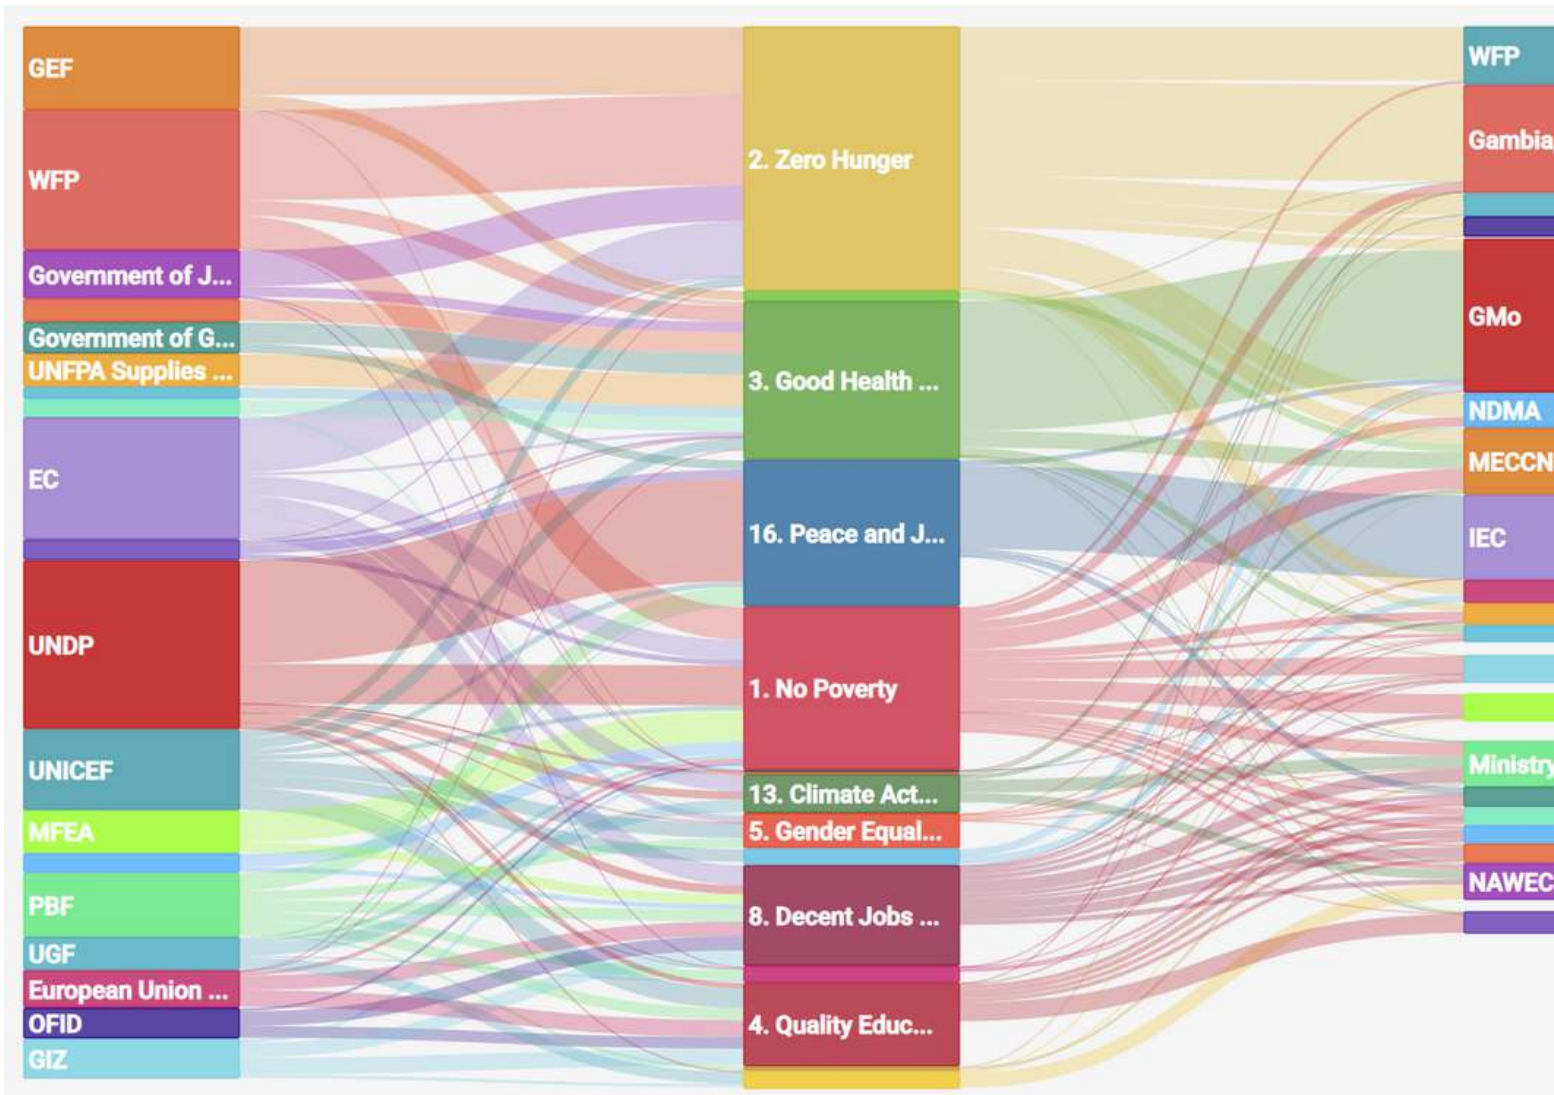 GEF
WFP
Government of J...
Government of G...
UNFPA Supplies ...
EC
UNDP
UNICEF
MFEA
PBF
UGF
European Union ...
OFID
GIZ
2. Zero Hunger
3. Good Health ...
16. Peace and J...
1. No Poverty
13. Climate Act...
5. Gender Equal...
8. Decent Jobs ...
4. Quality Educ...
WFP
Gambia
GMo
NDMA
MECCN
IEC
Ministry
NAWEC